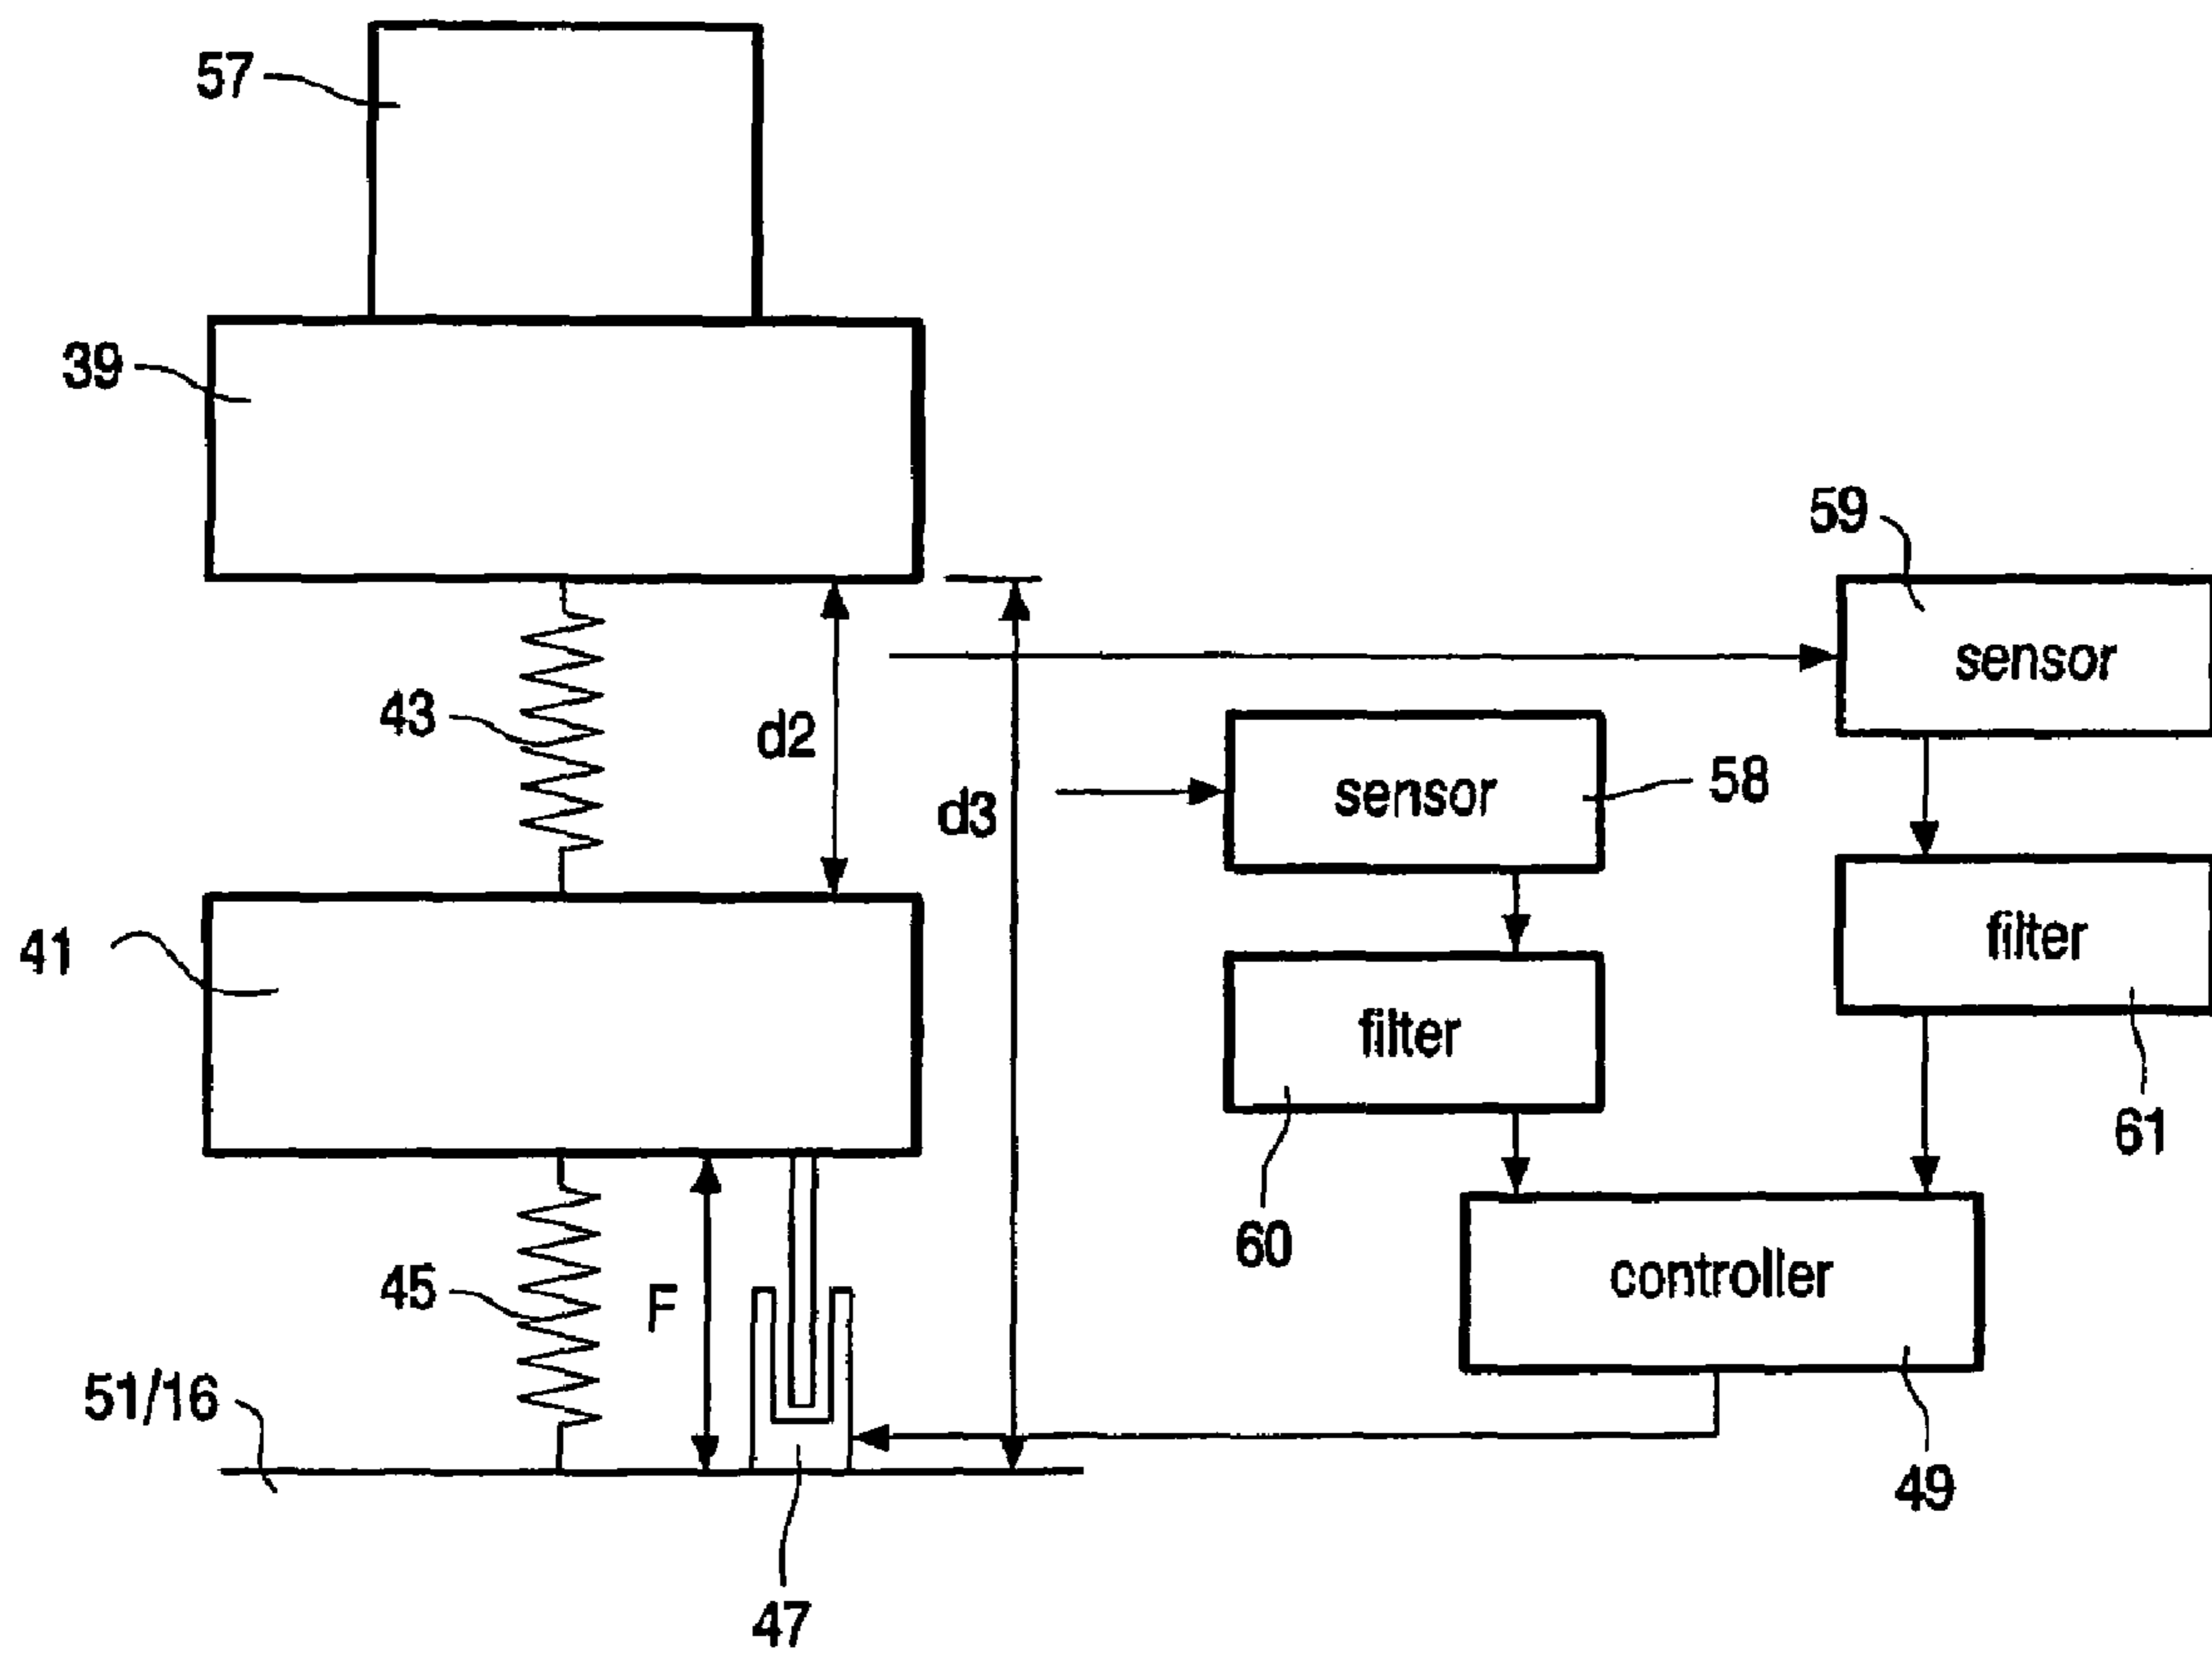 57
39
59
sensor
43
d2
sensor
58
d3
41
filter
filter
61
60
controller
45
F
51/16
49
47